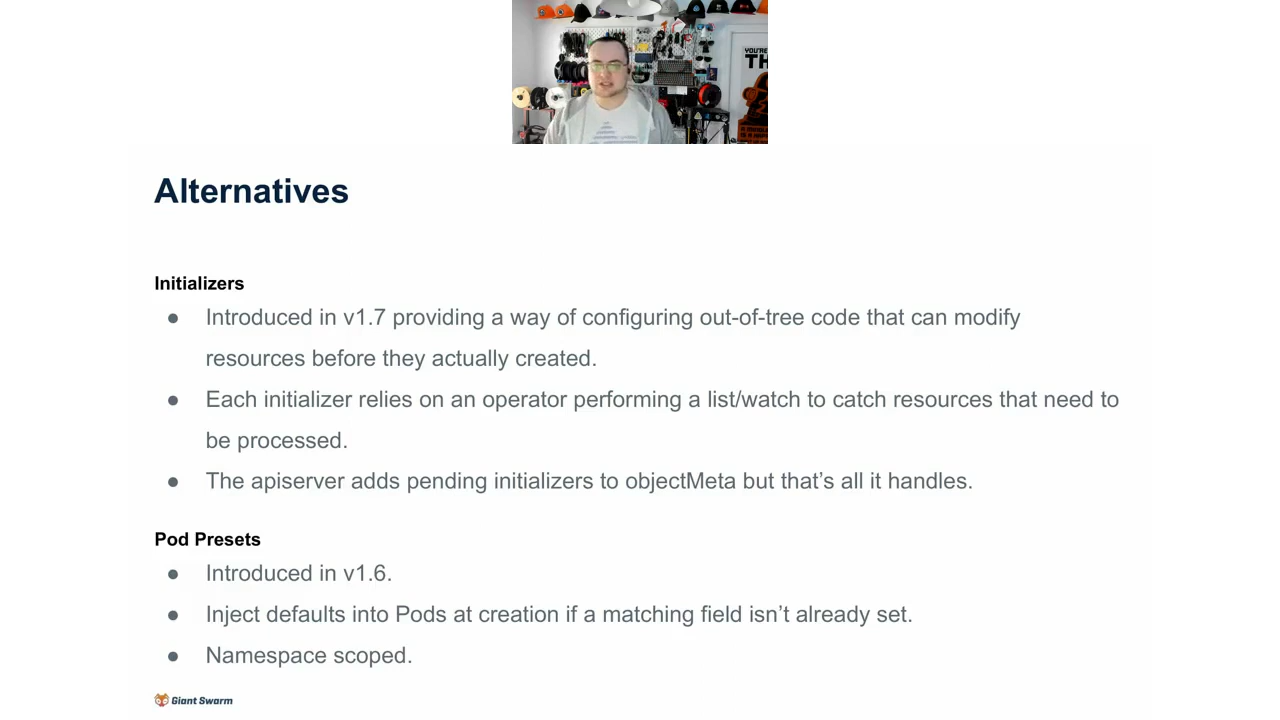 YOU'RE
TH
Alternatives
Initializers
● Introduced in v1.7 providing a way of configuring out-of-tree code that can modify
resources before they actually created.
● Each initializer relies on an operator performing a list/watch to catch resources that need to
be processed.
● The apiserver adds pending initializers to objectMeta but that's all it handles.
Pod Presets
● Introduced in v1.6.
● Inject defaults into Pods at creation if a matching field isn't already set.
● Namespace scoped.
Giant Swarm